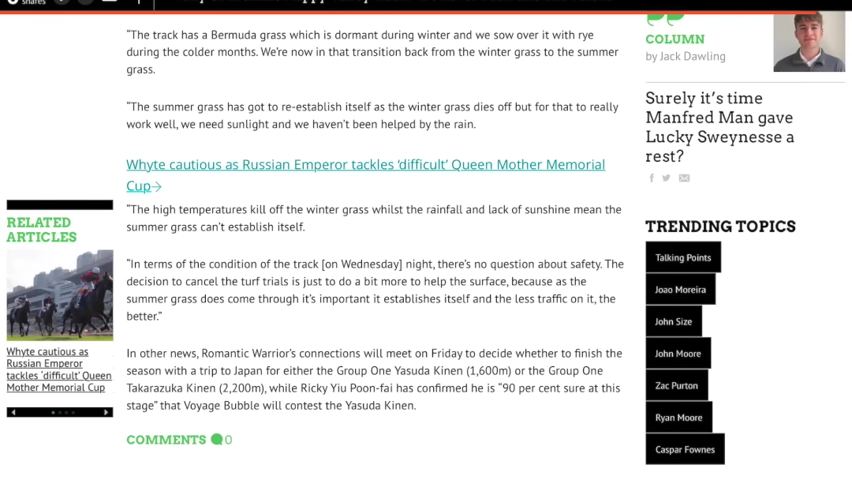 shares
“The track has a Bermuda grass which is dormant during winter and we sow over it with rye
during the colder months. We’re now in that transition back from the winter grass to the summer
grass.
“The summer grass has got to re-establish itself as the winter grass dies off but for that to really
work well, we need sunlight and we haven’t been helped by the rain.
Whyte cautious as Russian Emperor tackles ‘difficult’ Queen Mother Memorial
Cup→
“The high temperatures kill off the winter grass whilst the rainfall and lack of sunshine mean the
summer grass can’t establish itself.
“In terms of the condition of the track [on Wednesday] night, there’s no question about safety. The
decision to cancel the turf trials is just to do a bit more to help the surface, because as the
summer grass does come through it’s important it establishes itself and the less traffic on it, the
better.”
In other news, Romantic Warrior’s connections will meet on Friday to decide whether to finish the
season with a trip to Japan for either the Group One Yasuda Kinen (1,600m) or the Group One
Takarazuka Kinen (2,200m), while Ricky Yiu Poon-fai has confirmed he is “90 per cent sure at this
stage” that Voyage Bubble will contest the Yasuda Kinen.
COMMENTS 0
RELATED
ARTICLES
Whyte cautious as
Russian Emperor
tackles ‘difficult’ Queen
Mother Memorial Cup
COLUMN
by Jack Dawling
Surely it’s time
Manfred Man gave
Lucky Sweynesse a
rest?
TRENDING TOPICS
Talking Points
Joao Moreira
John Size
John Moore
Zac Purton
Ryan Moore
Caspar Fownes